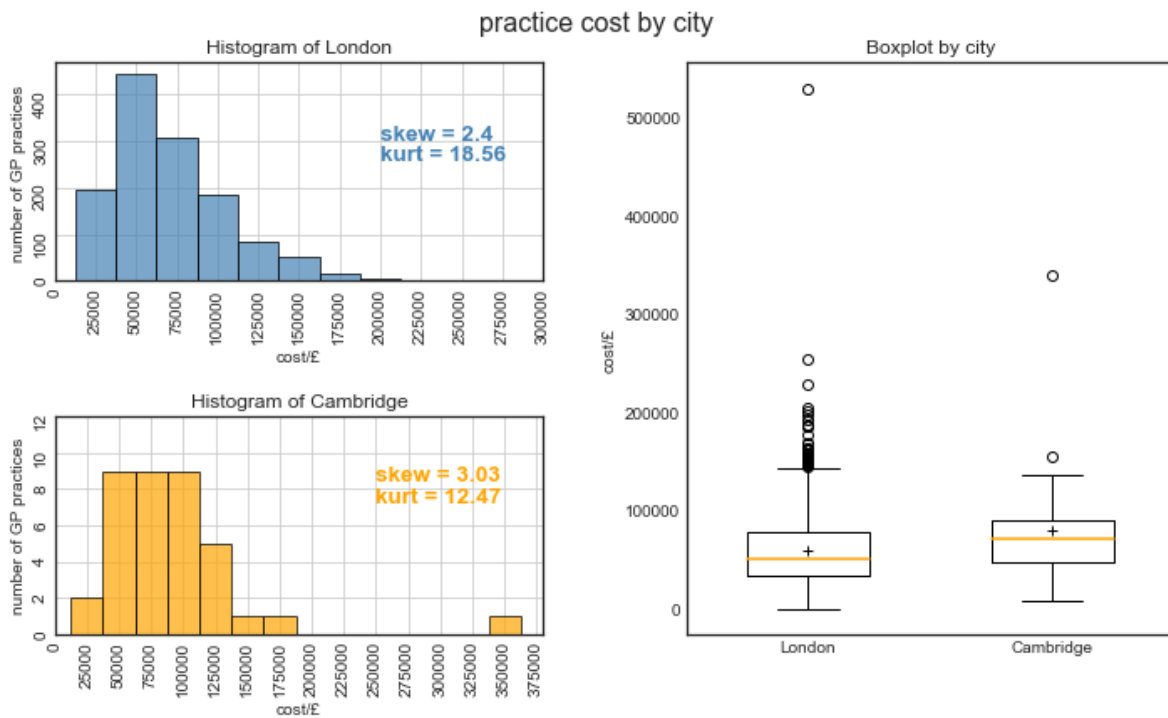 practice cost by city
Histogram of London
number of GP practices
400
300
200
100
0
skew = 2.4
kurt = 18.56
0 25000 50000 75000 100000 125000 150000 175000 200000 225000 250000 275000 300000
cost/£
Histogram of Cambridge
number of GP practices
12
10
8
6
4
2
0
skew = 3.03
kurt = 12.47
0 25000 50000 75000 100000 125000 150000 175000 200000 225000 250000 275000 300000 325000 350000 375000
cost/£
Boxplot by city
cost/£
500000
400000
300000
200000
100000
0
London Cambridge